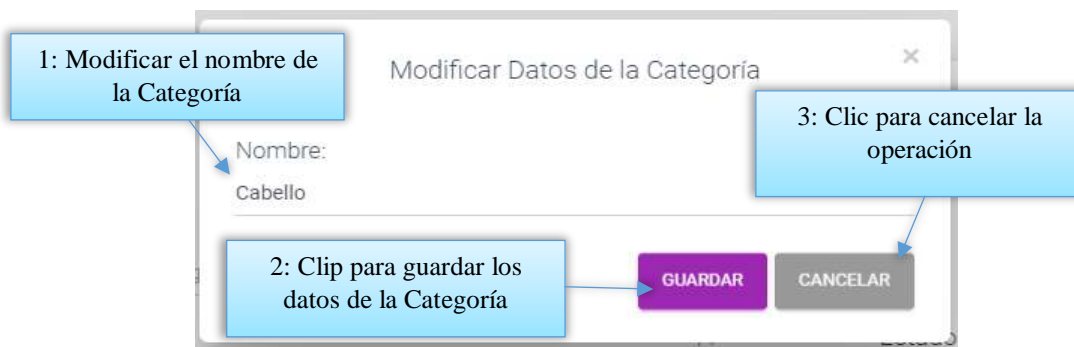 1: Modificar el nombre de
la Categoría
Modificar Datos de la Categoría
×
3: Clic para cancelar la
operación
Nombre:
Cabello
2: Clip para guardar los
datos de la Categoría
GUARDAR
CANCELAR
Estado